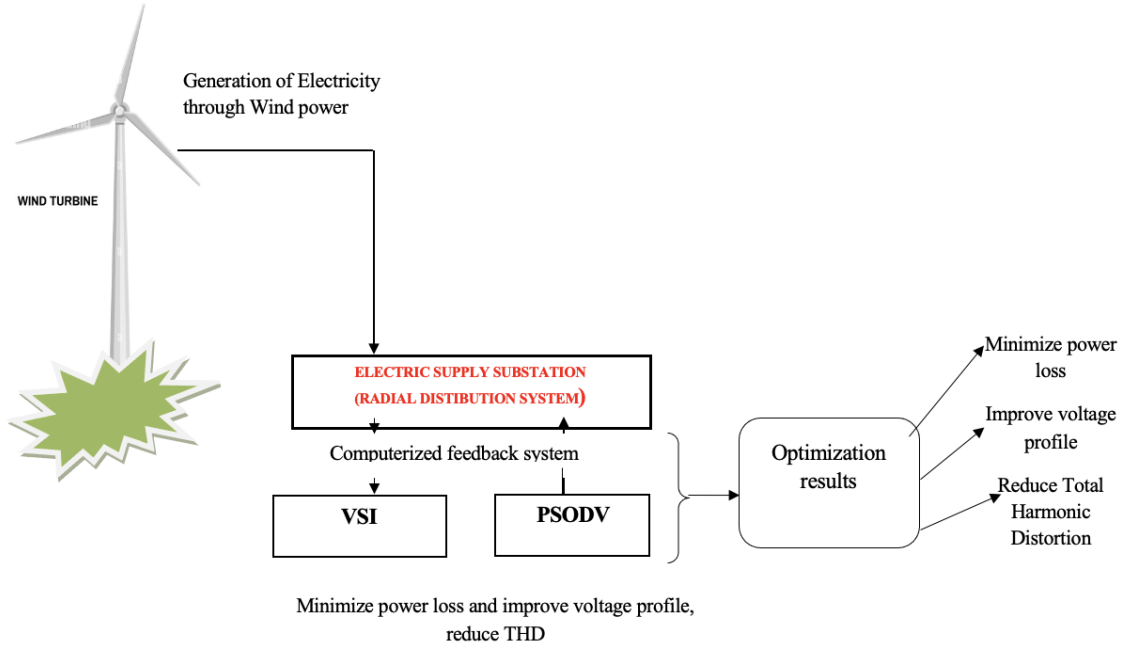 Generation of Electricity
through Wind power
WIND TURBINE
ELECTRIC SUPPLY SUBSTATION
(RADIAL DISTIBUTION SYSTEM)
Computerized feedback system
VSI
PSODV
Minimize power loss and improve voltage profile,
reduce THD
Optimization
results
Minimize power
loss
Improve voltage
profile
Reduce Total
Harmonic
Distortion